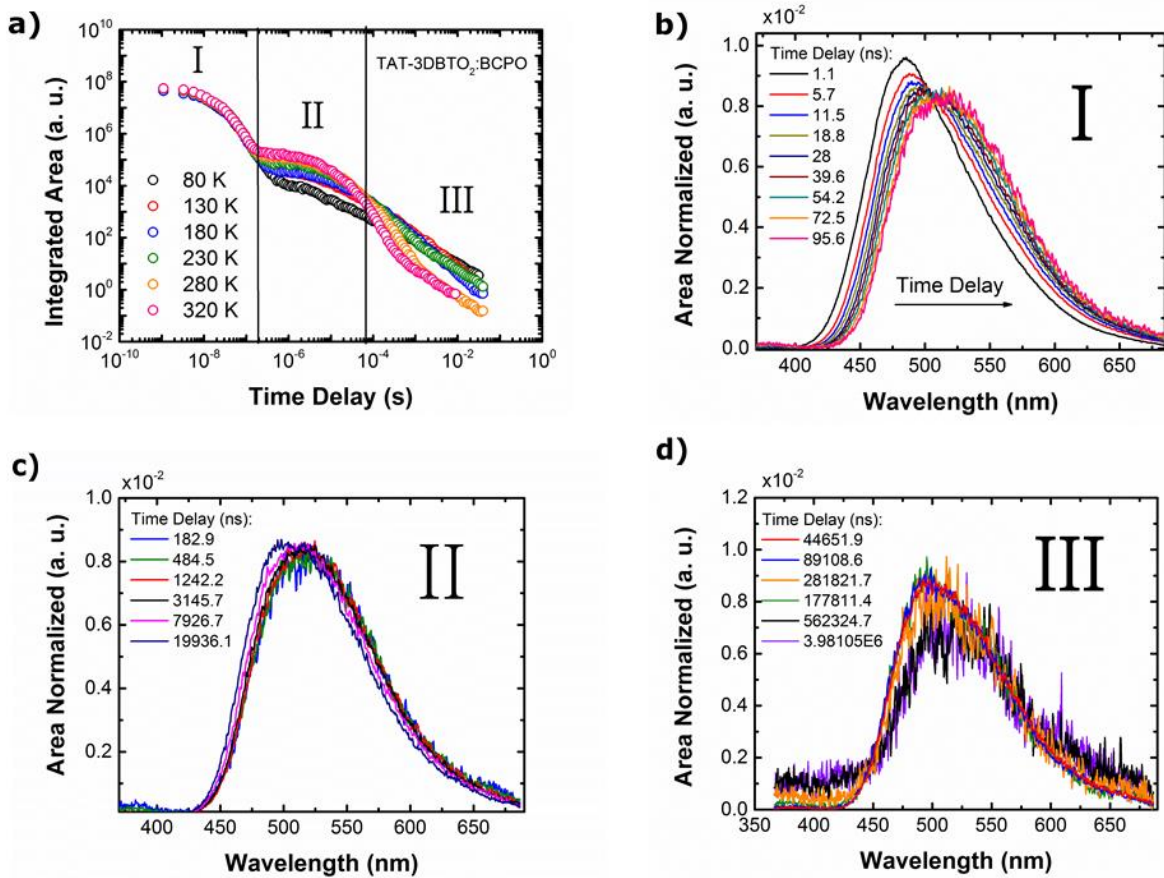 a)
10^10
10^8
10^6
10^4
10^2
10^0
10^-2
Integrated Area (a. u.)
I
II
III
TAT-3DBTO₂:BCPO
80 K
130 K
180 K
230 K
280 K
320 K
10^-10
10^-8
10^-6
10^-4
10^-2
10^0
Time Delay (s)
b)
x10^-2
1.0
0.8
0.6
0.4
0.2
0.0
Area Normalized (a. u.)
Time Delay (ns):
1.1
5.7
11.5
18.8
28
39.6
54.2
72.5
95.6
I
Time Delay
400
450
500
550
600
650
Wavelength (nm)
c)
x10^-2
1.0
0.8
0.6
0.4
0.2
Area Normalized (a. u.)
Time Delay (ns):
182.9
484.5
1242.2
3145.7
7926.7
19936.1
II
400
450
500
550
600
650
Wavelength (nm)
d)
x10^-2
1.2
1.0
0.8
0.6
0.4
0.2
0.0
Area Normalized (a. u.)
Time Delay (ns):
44651.9
89108.6
281821.7
177811.4
562324.7
3.98105E6
III
350
400
450
500
550
600
650
Wavelength (nm)